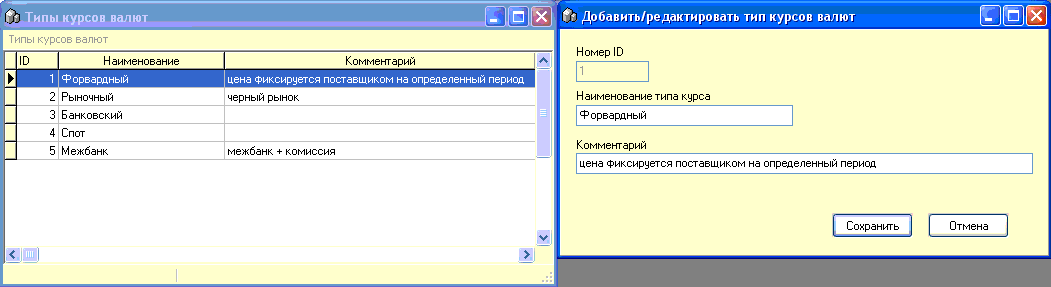 Типы курсов валют
Типы курсов валют
ID Наименование Комментарий
1 Форвардный цена фиксируется поставщиком на определенный период
2 Рыночный черный рынок
3 Банковский
4 Спот
5 Межбанк межбанк + комиссия
Добавить/редактировать тип курсов валют
Номер ID
1
Наименование типа курса
Форвардный
Комментарий
цена фиксируется поставщиком на определенный период
Сохранить Отмена